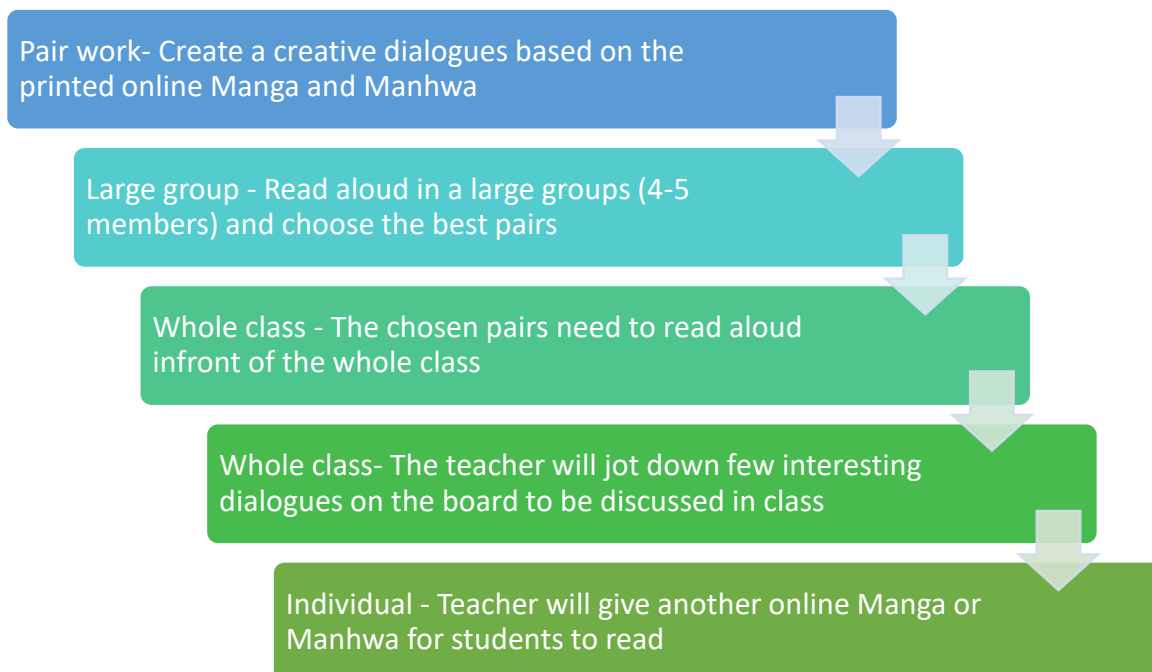 Pair work- Create a creative dialogues based on the
printed online Manga and Manhwa
Large group - Read aloud in a large groups (4-5
members) and choose the best pairs
Whole class - The chosen pairs need to read aloud
infront of the whole class
Whole class- The teacher will jot down few interesting
dialogues on the board to be discussed in class
Individual - Teacher will give another online Manga or
Manhwa for students to read